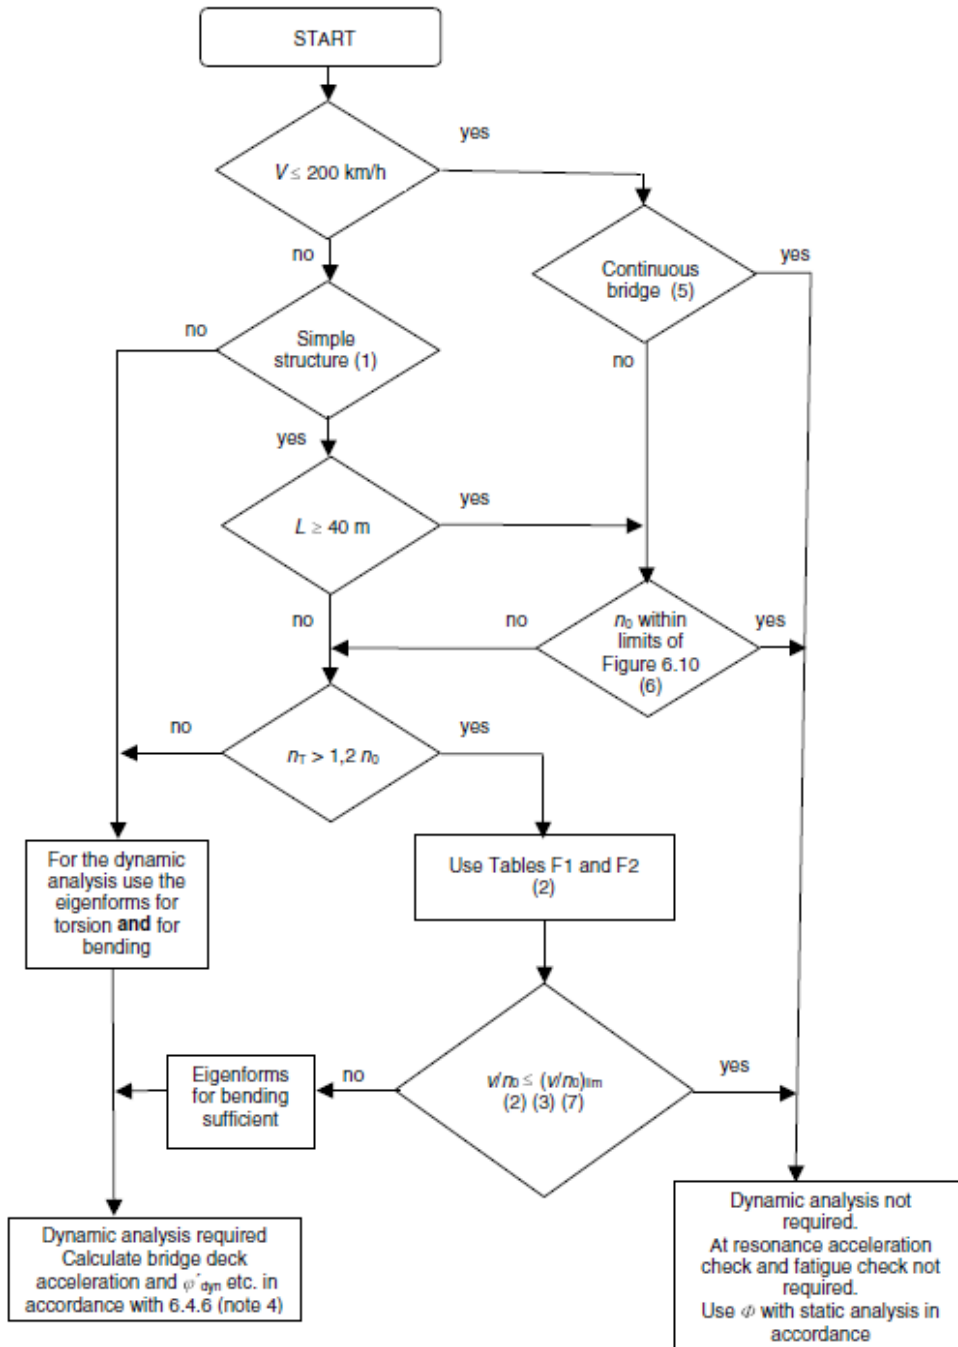 START
yes
V ≤ 200 km/h
no
Continuous
bridge (5)
yes
no
Simple
structure (1)
no
yes
L ≥ 40 m
yes
no
no
n₀ within
limits of
Figure 6.10
(6)
yes
no
yes
nT > 1,2 n₀
For the dynamic
analysis use the
eigenforms for
torsion and for
bending
Use Tables F1 and F2
(2)
Eigenforms
for bending
sufficient
no
v/n₀ ≤ (v/n₀)lim
(2) (3) (7)
yes
Dynamic analysis required
Calculate bridge deck
acceleration and φ'dyn etc. in
accordance with 6.4.6 (note 4)
Dynamic analysis not
required.
At resonance acceleration
check and fatigue check not
required.
Use Φ with static analysis in
accordance